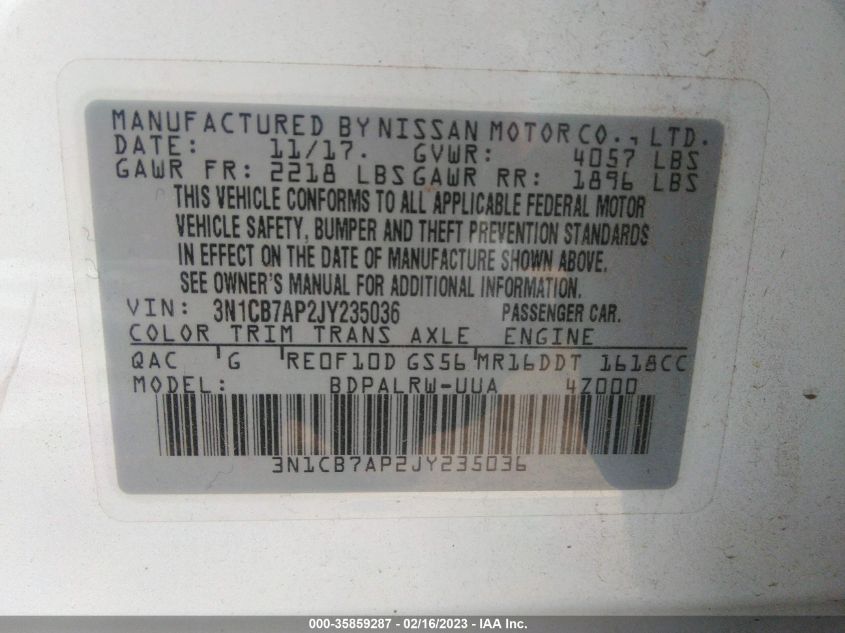 MANUFACTURED BY NISSAN MOTOR CO., LTD.
DATE: 11/17. GVWR: 4057 LBS
GAWR FR: 2218 LBS GAWR RR: 1896 LBS
THIS VEHICLE CONFORMS TO ALL APPLICABLE FEDERAL MOTOR
VEHICLE SAFETY, BUMPER AND THEFT PREVENTION STANDARDS
IN EFFECT ON THE DATE OF MANUFACTURE SHOWN ABOVE.
SEE OWNER'S MANUAL FOR ADDITIONAL INFORMATION.
VIN: 3N1CB7AP2JY235036 PASSENGER CAR.
COLOR TRIM TRANS AXLE ENGINE
QAC G RE0F10D GS56 MR16DDT 1618CC
MODEL: BDPALRW-UUA 4Z000
3N1CB7AP2JY235036
000-35859287 - 02/16/2023 - IAA Inc.